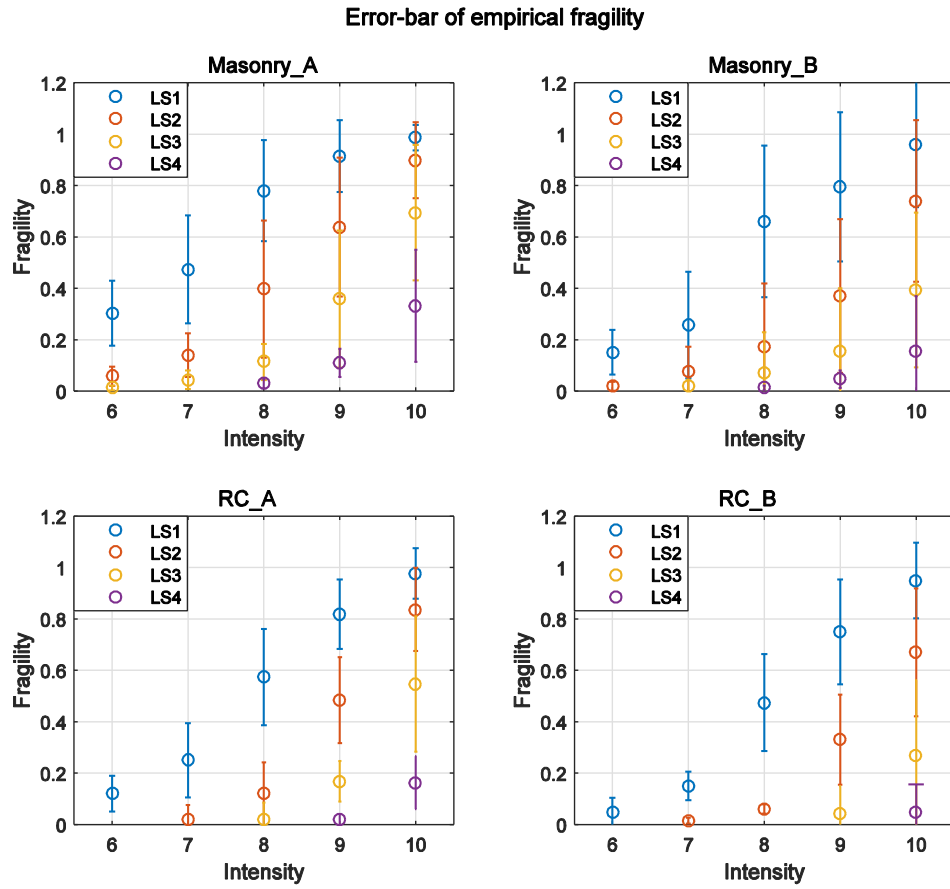 Error-bar of empirical fragility
Masonry_A
1.2
1
0.8
0.6
0.4
0.2
0
Fragility
LS1
LS2
LS3
LS4
6 7 8 9 10
Intensity
Masonry_B
1.2
1
0.8
0.6
0.4
0.2
0
Fragility
LS1
LS2
LS3
LS4
6 7 8 9 10
Intensity
RC_A
1.2
1
0.8
0.6
0.4
0.2
0
Fragility
LS1
LS2
LS3
LS4
6 7 8 9 10
Intensity
RC_B
1.2
1
0.8
0.6
0.4
0.2
0
Fragility
LS1
LS2
LS3
LS4
6 7 8 9 10
Intensity